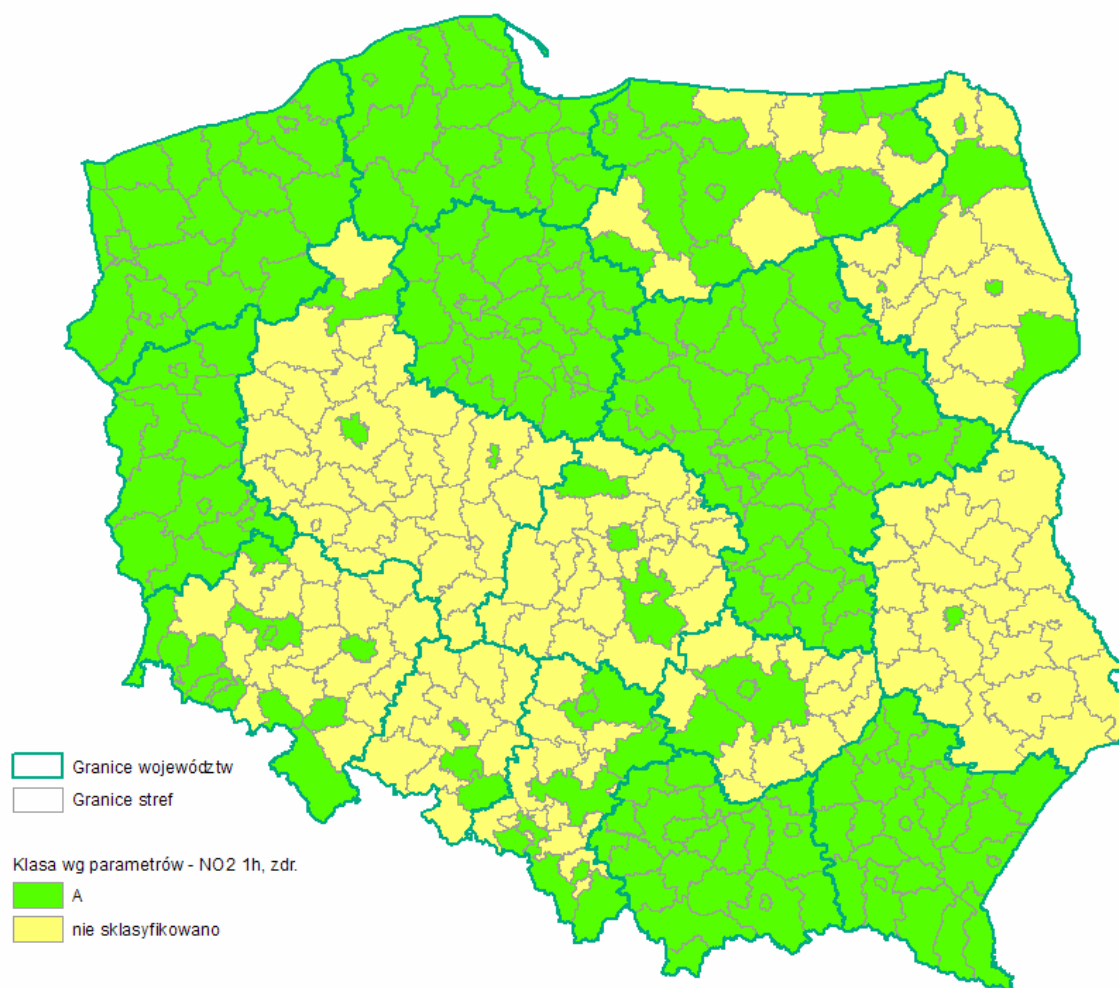 Granice województw
Granice stref
Klasa wg parametrów - NO2 1h, zdr.
A
nie sklasyfikowano